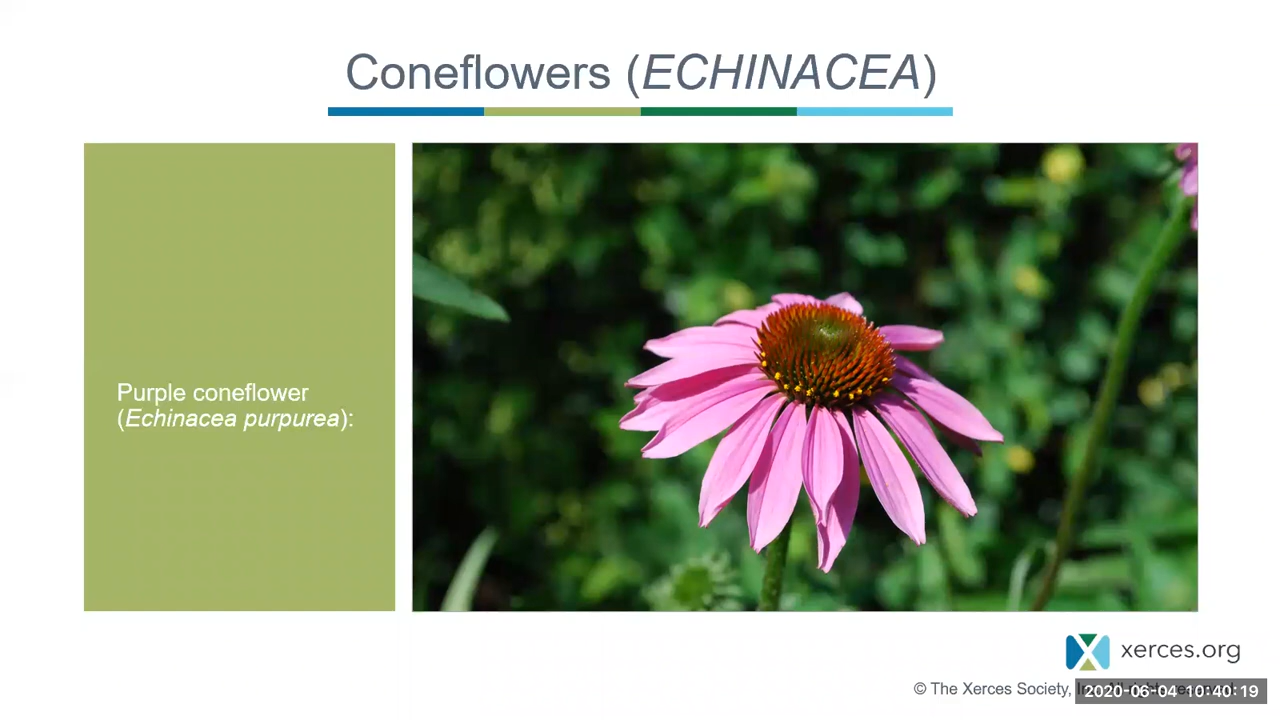 Coneflowers (ECHINACEA)
Purple coneflower
(Echinacea purpurea):
xerces.org
© The Xerces Society,
2020-06-04 10:40:19